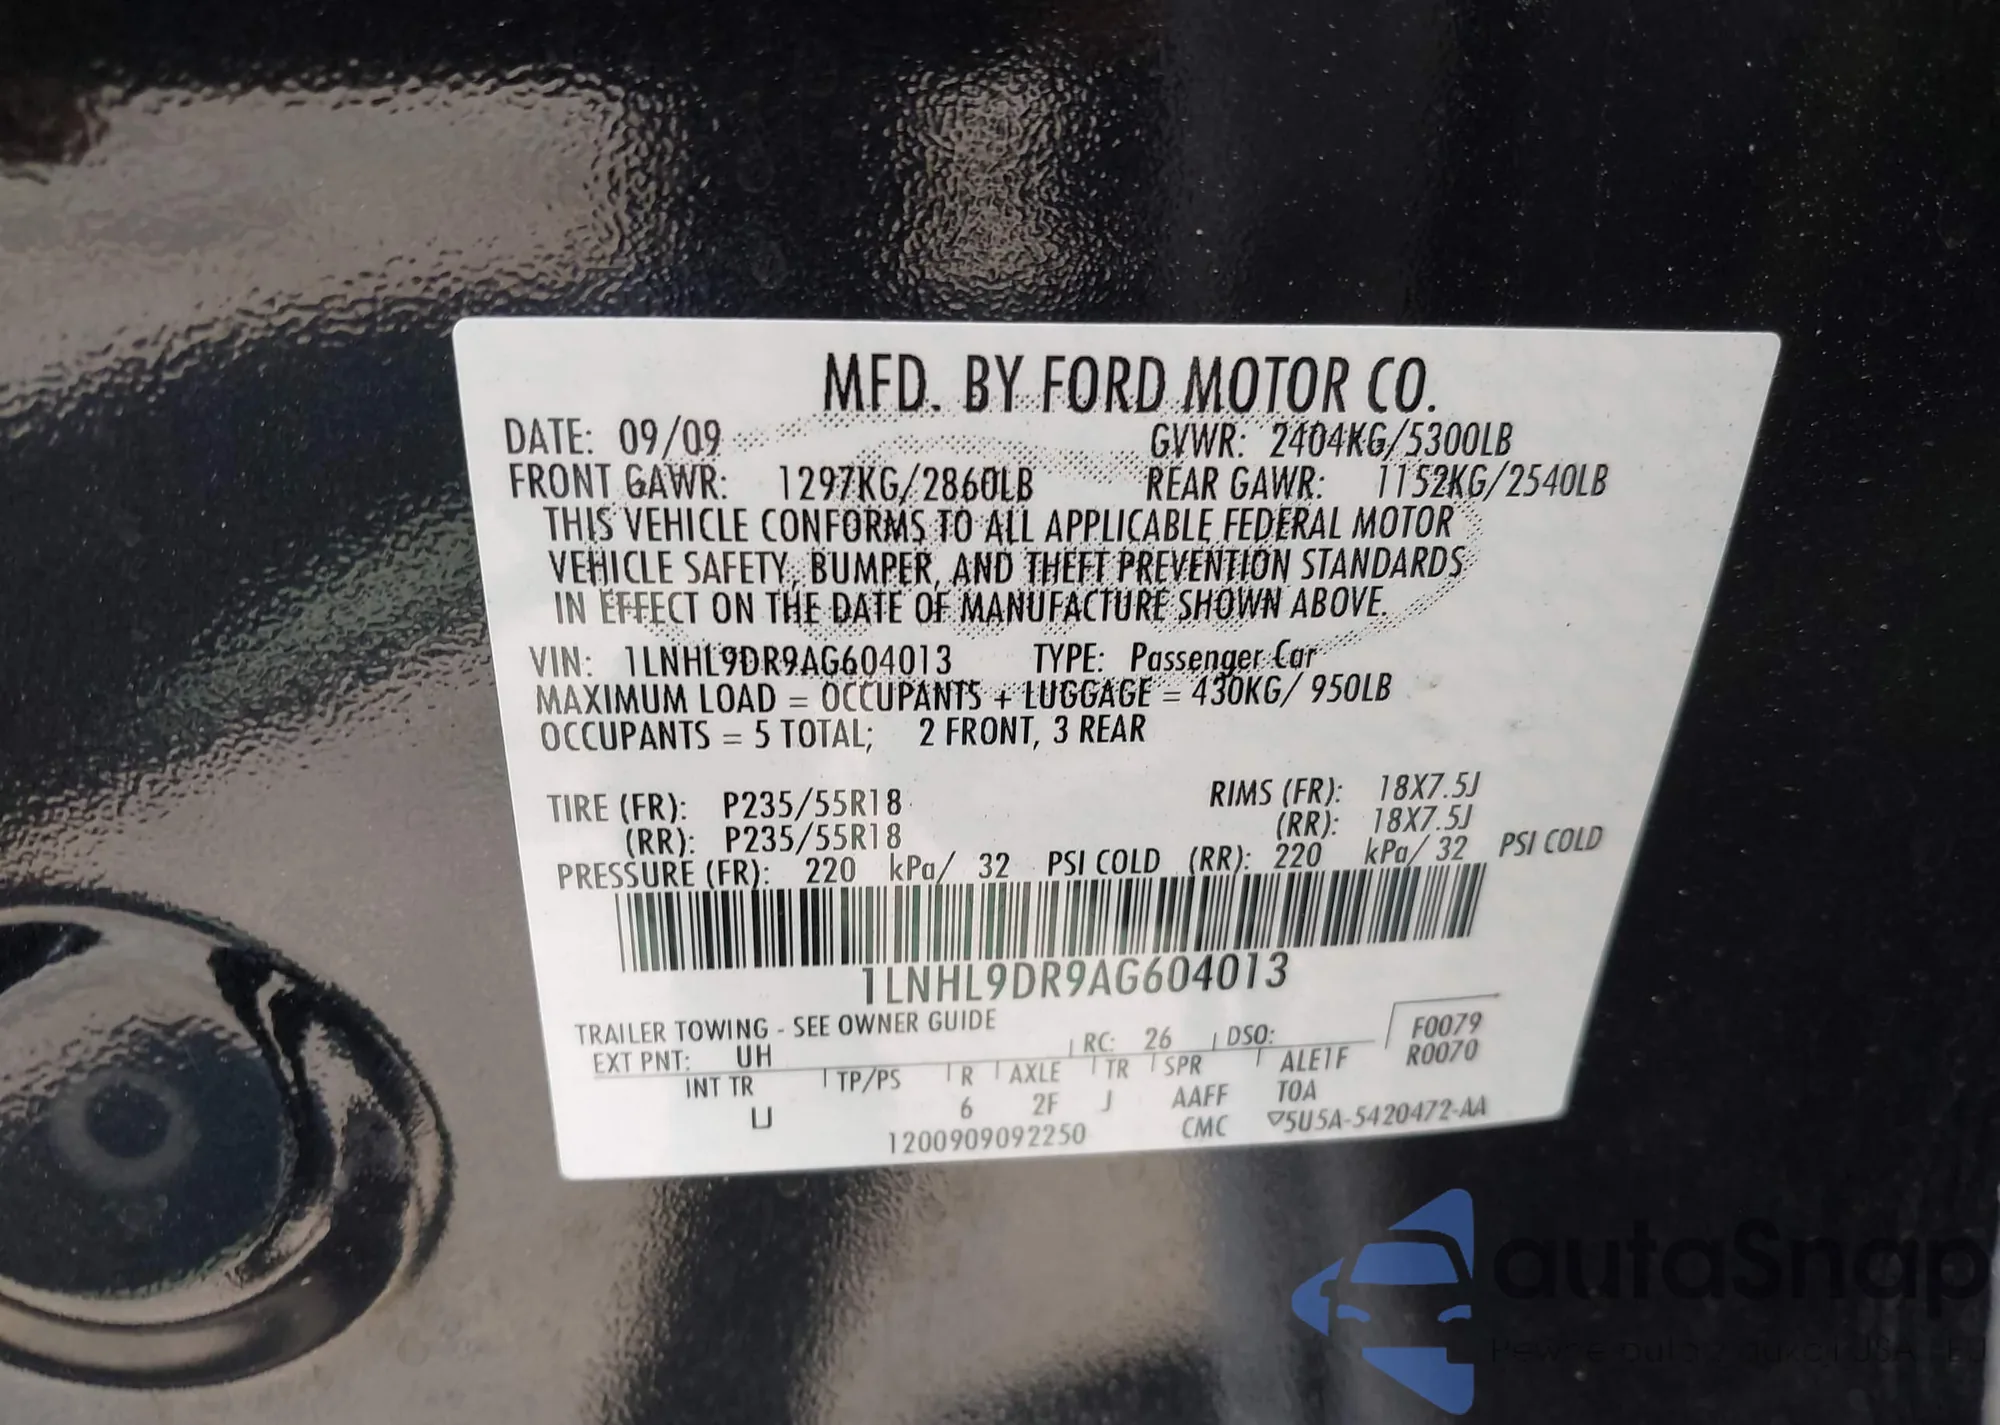 MFD. BY FORD MOTOR CO.
DATE: 09/09 GVWR: 2404KG/5300LB
FRONT GAWR: 1297KG/2860LB REAR GAWR: 1152KG/2540LB
THIS VEHICLE CONFORMS TO ALL APPLICABLE FEDERAL MOTOR
VEHICLE SAFETY, BUMPER, AND THEFT PREVENTION STANDARDS
IN EFFECT ON THE DATE OF MANUFACTURE SHOWN ABOVE.
VIN: 1LNHL9DR9AG604013 TYPE: Passenger Car
MAXIMUM LOAD = OCCUPANTS + LUGGAGE = 430KG/ 950LB
OCCUPANTS = 5 TOTAL; 2 FRONT, 3 REAR
TIRE (FR): P235/55R18 RIMS (FR): 18X7.5J
(RR): P235/55R18 (RR): 18X7.5J
PRESSURE (FR): 220 kPa/ 32 PSI COLD (RR): 220 kPa/ 32 PSI COLD
1LNHL9DR9AG604013
TRAILER TOWING - SEE OWNER GUIDE
EXT PNT: UH RC: 26 DSO: F0079
R0070
INT TR TP/PS R AXLE TR SPR ALE1F
U 6 2F J AAFF TOA
1200909092250 CMC ▽5U5A-5420472-AA
autaSnap